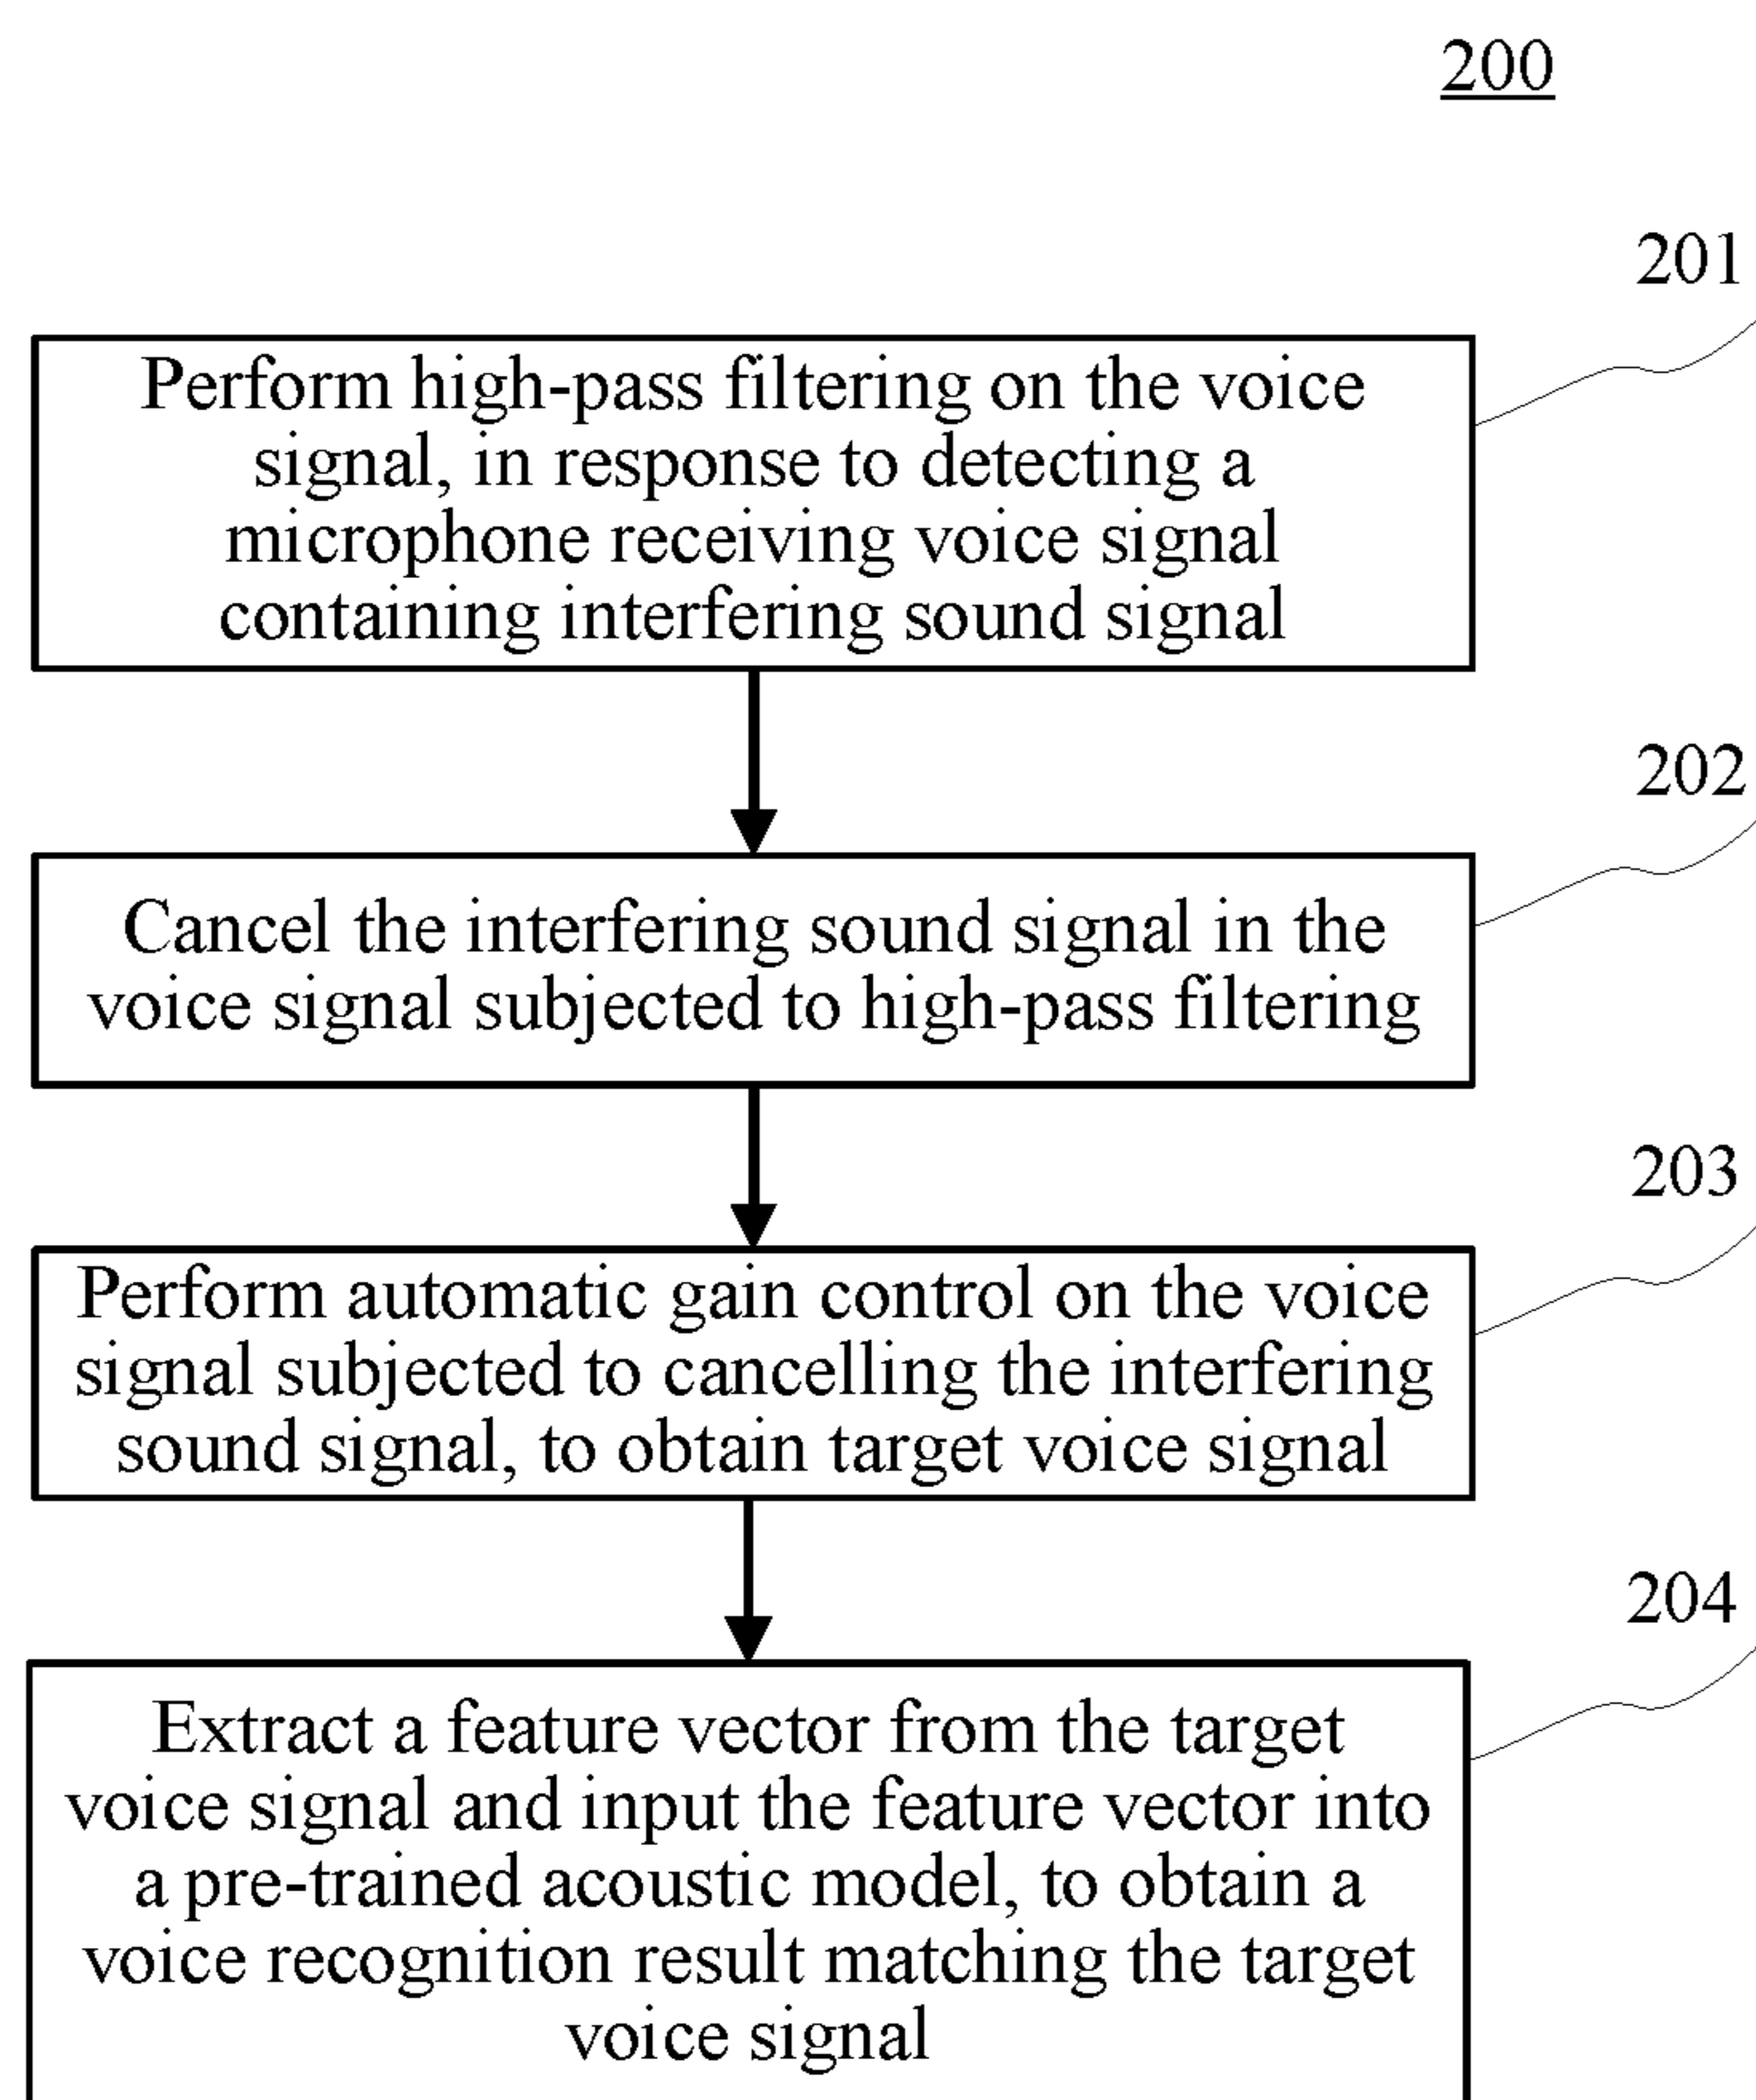 200
201
Perform high-pass filtering on the voice
signal, in response to detecting a
microphone receiving voice signal
containing interfering sound signal
202
Cancel the interfering sound signal in the
voice signal subjected to high-pass filtering
203
Perform automatic gain control on the voice
signal subjected to cancelling the interfering
sound signal, to obtain target voice signal
204
Extract a feature vector from the target
voice signal and input the feature vector into
a pre-trained acoustic model, to obtain a
voice recognition result matching the target
voice signal